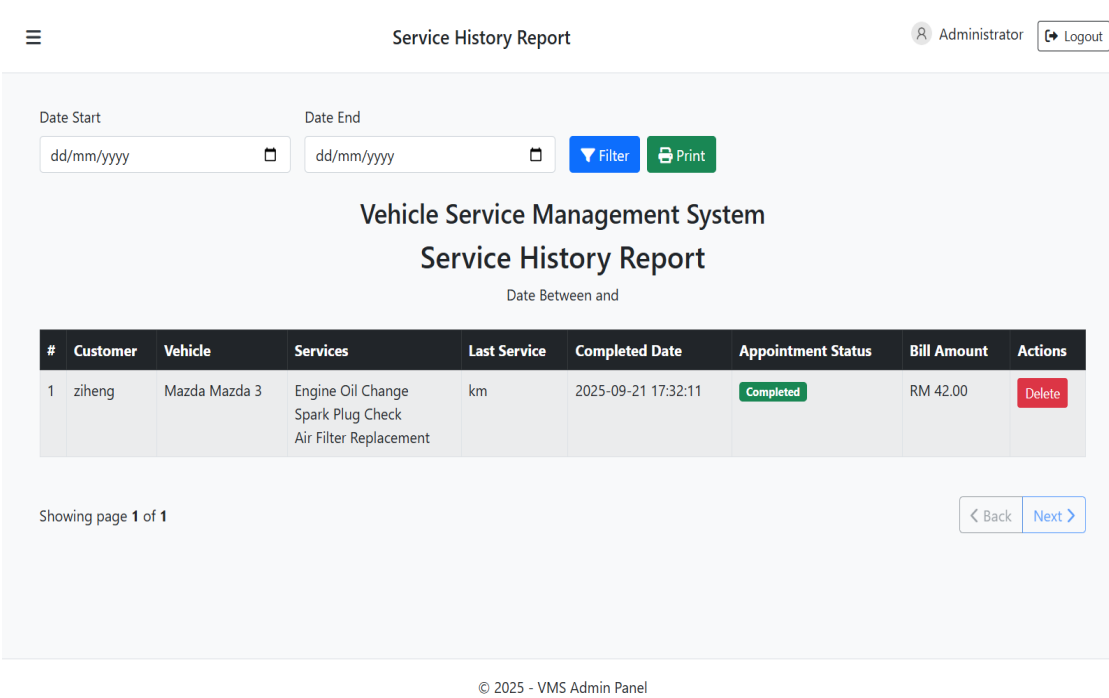 Service History Report
Administrator
Logout
Date Start
Date End
dd/mm/yyyy
dd/mm/yyyy
Filter
Print
Vehicle Service Management System
Service History Report
Date Between and
# Customer Vehicle Services Last Service Completed Date Appointment Status Bill Amount Actions
1 ziheng Mazda Mazda 3 Engine Oil Change km 2025-09-21 17:32:11 Completed RM 42.00 Delete
Spark Plug Check
Air Filter Replacement
Showing page 1 of 1
Back Next
© 2025 - VMS Admin Panel